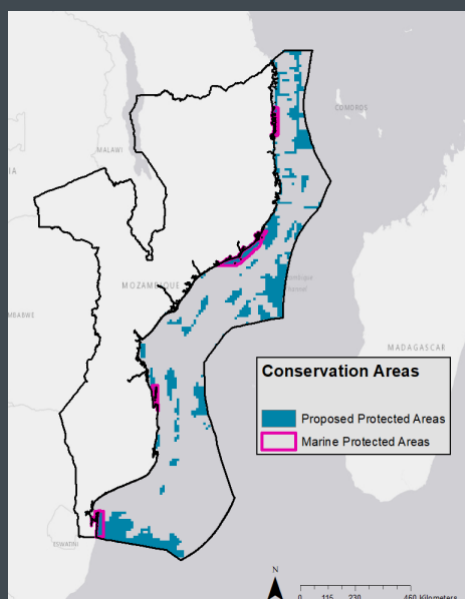 COMOROS
MALAWI
MOZAMBIQUE
MADAGASCAR
Conservation Areas
Proposed Protected Areas
Marine Protected Areas
N
0 115 230 460 Kilometers